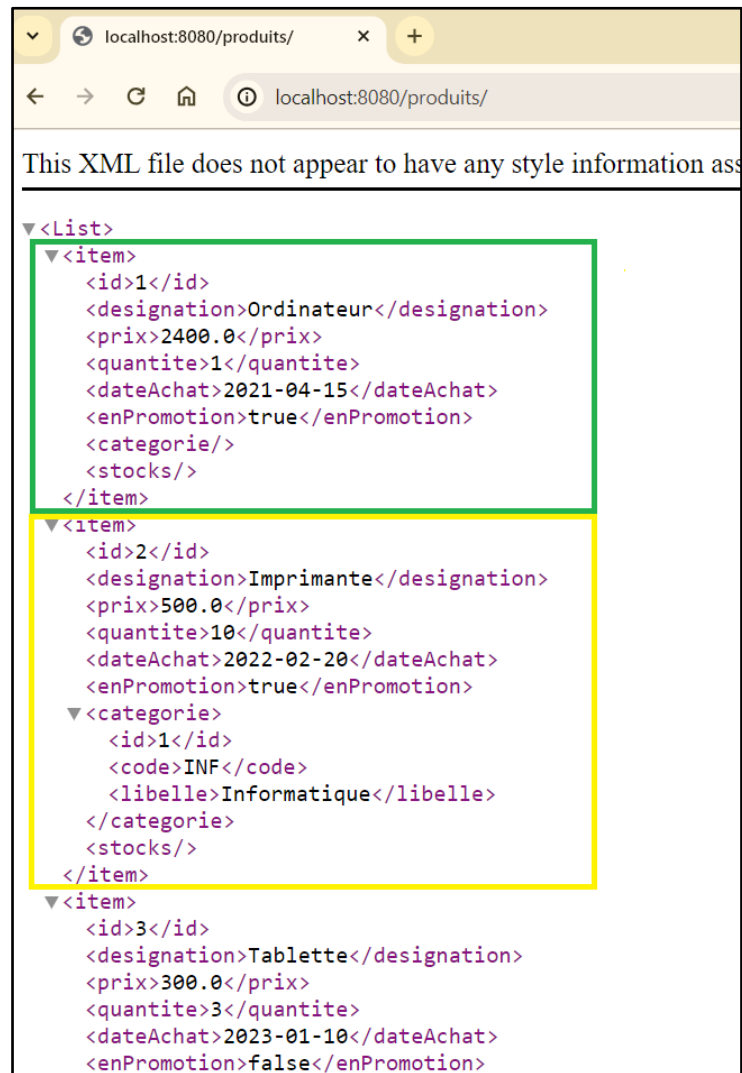 localhost:8080/produits/
localhost:8080/produits/
This XML file does not appear to have any style information ass
▼<List>
▼<item>
<id>1</id>
<designation>Ordinateur</designation>
<prix>2400.0</prix>
<quantite>1</quantite>
<dateAchat>2021-04-15</dateAchat>
<enPromotion>true</enPromotion>
<categorie/>
<stocks/>
</item>
▼<item>
<id>2</id>
<designation>Imprimante</designation>
<prix>500.0</prix>
<quantite>10</quantite>
<dateAchat>2022-02-20</dateAchat>
<enPromotion>true</enPromotion>
▼<categorie>
<id>1</id>
<code>INF</code>
<libelle>Informatique</libelle>
</categorie>
<stocks/>
</item>
▼<item>
<id>3</id>
<designation>Tablette</designation>
<prix>300.0</prix>
<quantite>3</quantite>
<dateAchat>2023-01-10</dateAchat>
<enPromotion>false</enPromotion>